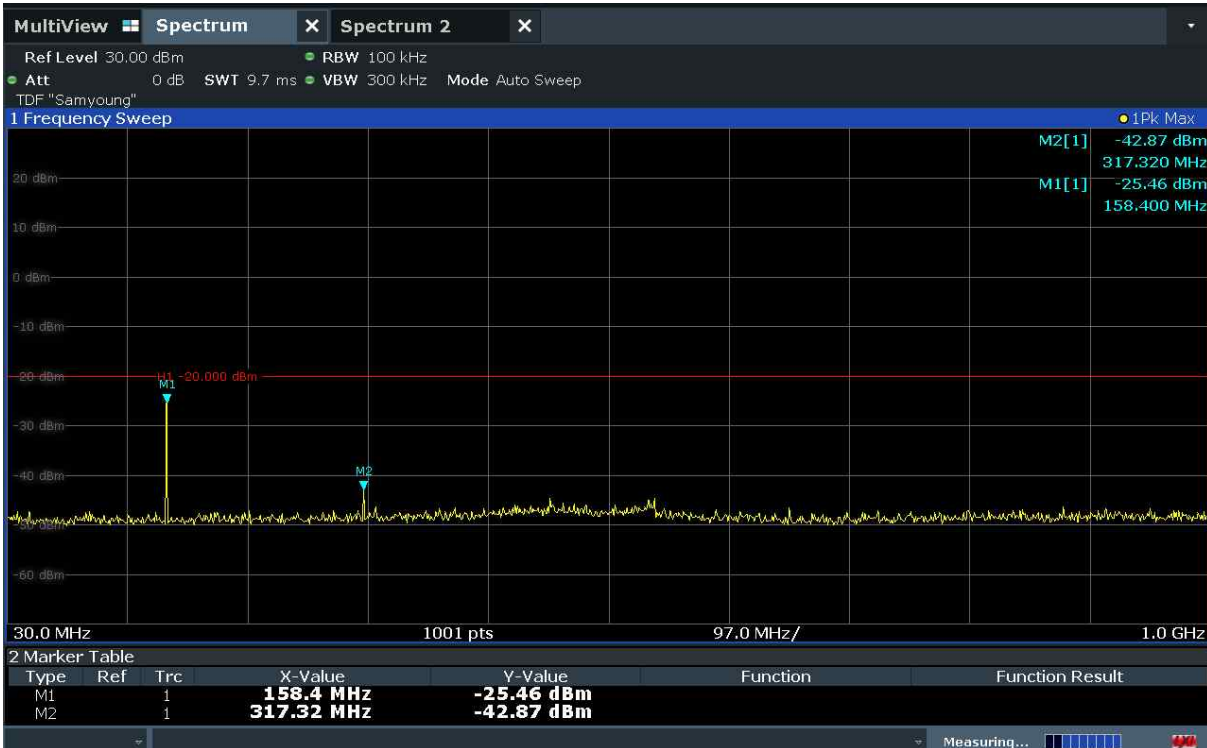 MultiView Spectrum X Spectrum 2 X
Ref Level 30.00 dBm RBW 100 kHz
Att 0 dB SWT 9.7 ms VBW 300 kHz Mode Auto Sweep
TDF "Samyoung"
1 Frequency Sweep 1Pk Max
M2[1] -42.87 dBm
317.320 MHz
20 dBm M1[1] -25.46 dBm
158.400 MHz
10 dBm
0 dBm
-10 dBm
-20 dBm H1 -20.000 dBm
M1
-30 dBm
M2
-40 dBm
-50 dBm
-60 dBm
30.0 MHz 1001 pts 97.0 MHz/ 1.0 GHz
2 Marker Table
Type Ref Trc X-Value Y-Value Function Function Result
M1 1 158.4 MHz -25.46 dBm
M2 1 317.32 MHz -42.87 dBm
Measuring...